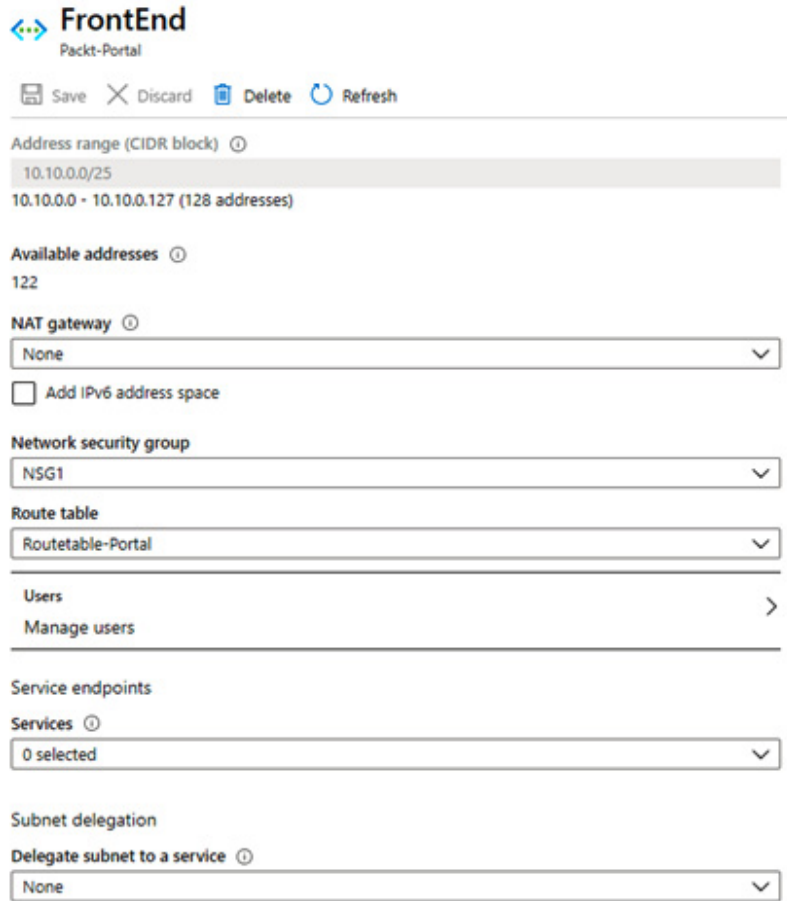 FrontEnd
Packt-Portal
Save Discard Delete Refresh
Address range (CIDR block)
10.10.0.0/25
10.10.0.0 - 10.10.0.127 (128 addresses)
Available addresses
122
NAT gateway
None
Add IPv6 address space
Network security group
NSG1
Route table
Routetable-Portal
Users
Manage users
Service endpoints
Services
0 selected
Subnet delegation
Delegate subnet to a service
None